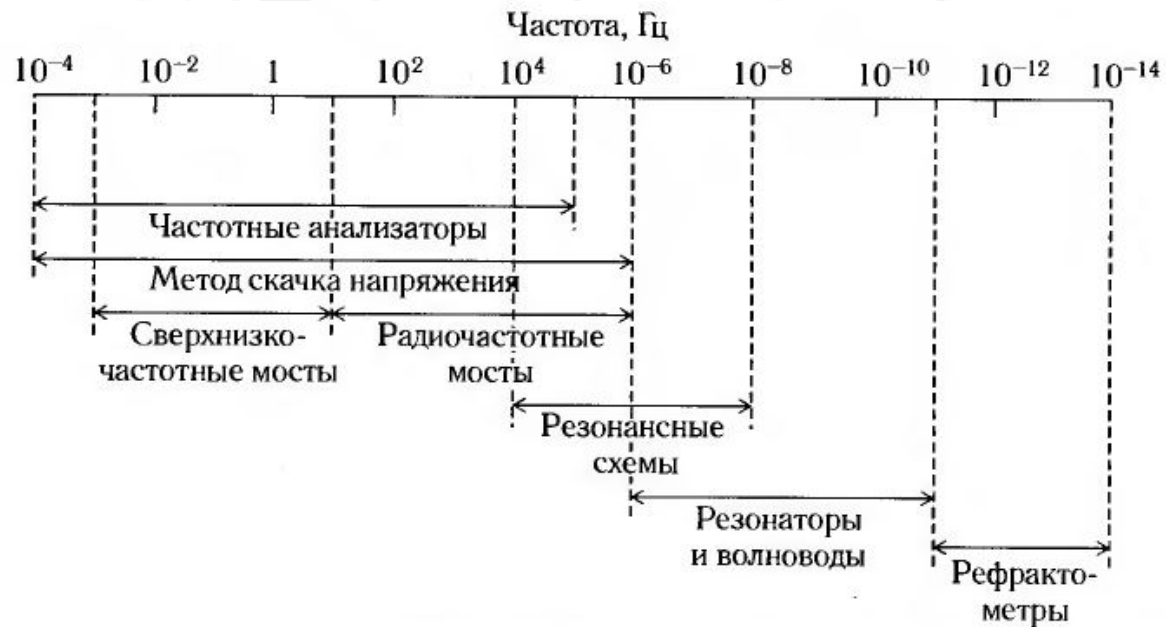 Частота, Гц
10⁻⁴ 10⁻² 1 10² 10⁴ 10⁻⁶ 10⁻⁸ 10⁻¹⁰ 10⁻¹² 10⁻¹⁴
Частотные анализаторы
Метод скачка напряжения
Сверхнизко-
частотные мосты
Радиочастотные
мосты
Резонансные
схемы
Резонаторы
и волноводы
Рефракто-
метры